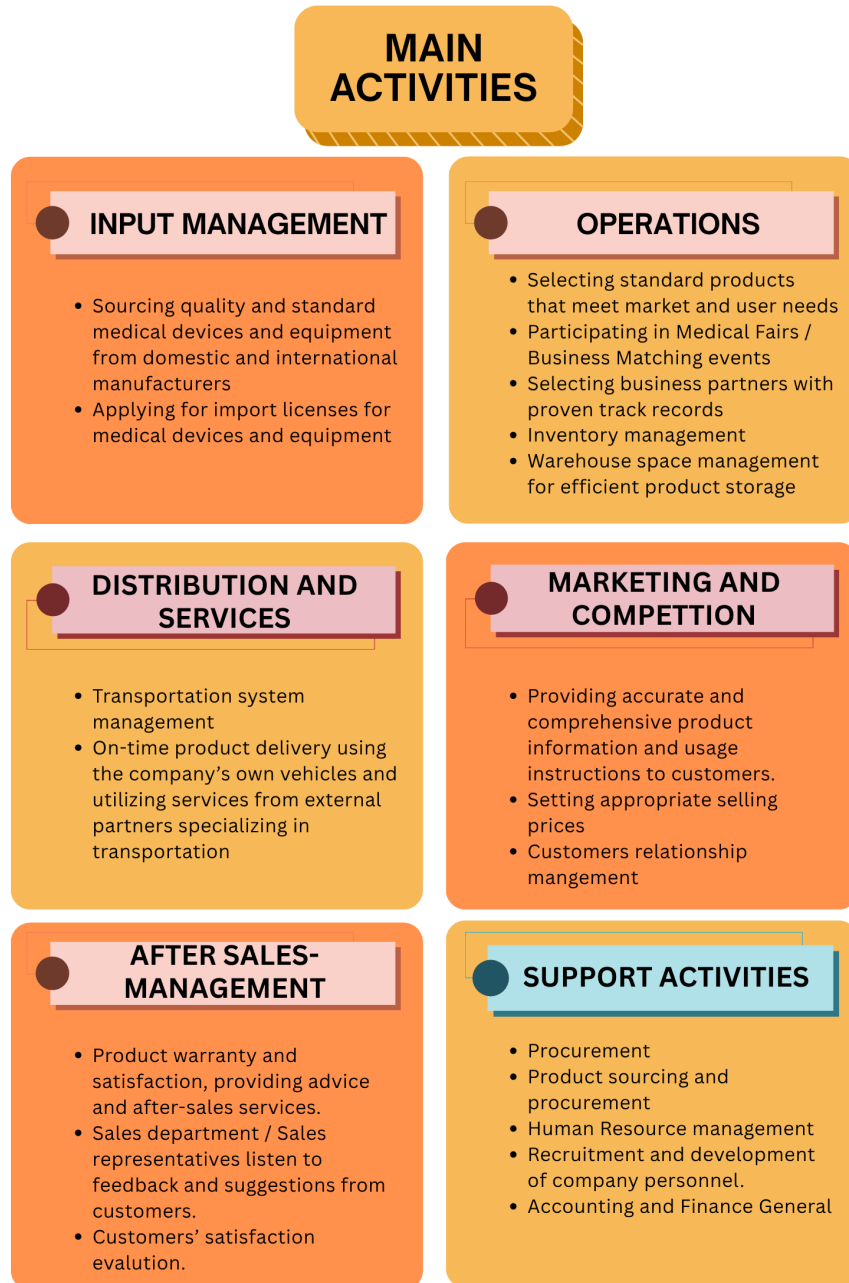 MAIN
ACTIVITIES
INPUT MANAGEMENT
• Sourcing quality and standard
medical devices and equipment
from domestic and international
manufacturers
• Applying for import licenses for
medical devices and equipment
OPERATIONS
• Selecting standard products
that meet market and user needs
• Participating in Medical Fairs /
Business Matching events
• Selecting business partners with
proven track records
• Inventory management
• Warehouse space management
for efficient product storage
DISTRIBUTION AND
SERVICES
• Transportation system
management
• On-time product delivery using
the company's own vehicles and
utilizing services from external
partners specializing in
transportation
MARKETING AND
COMPETTION
• Providing accurate and
comprehensive product
information and usage
instructions to customers.
• Setting appropriate selling
prices
• Customers relationship
mangement
AFTER SALES-
MANAGEMENT
• Product warranty and
satisfaction, providing advice
and after-sales services.
• Sales department / Sales
representatives listen to
feedback and suggestions from
customers.
• Customers' satisfaction
evalution.
SUPPORT ACTIVITIES
• Procurement
• Product sourcing and
procurement
• Human Resource management
• Recruitment and development
of company personnel.
• Accounting and Finance General